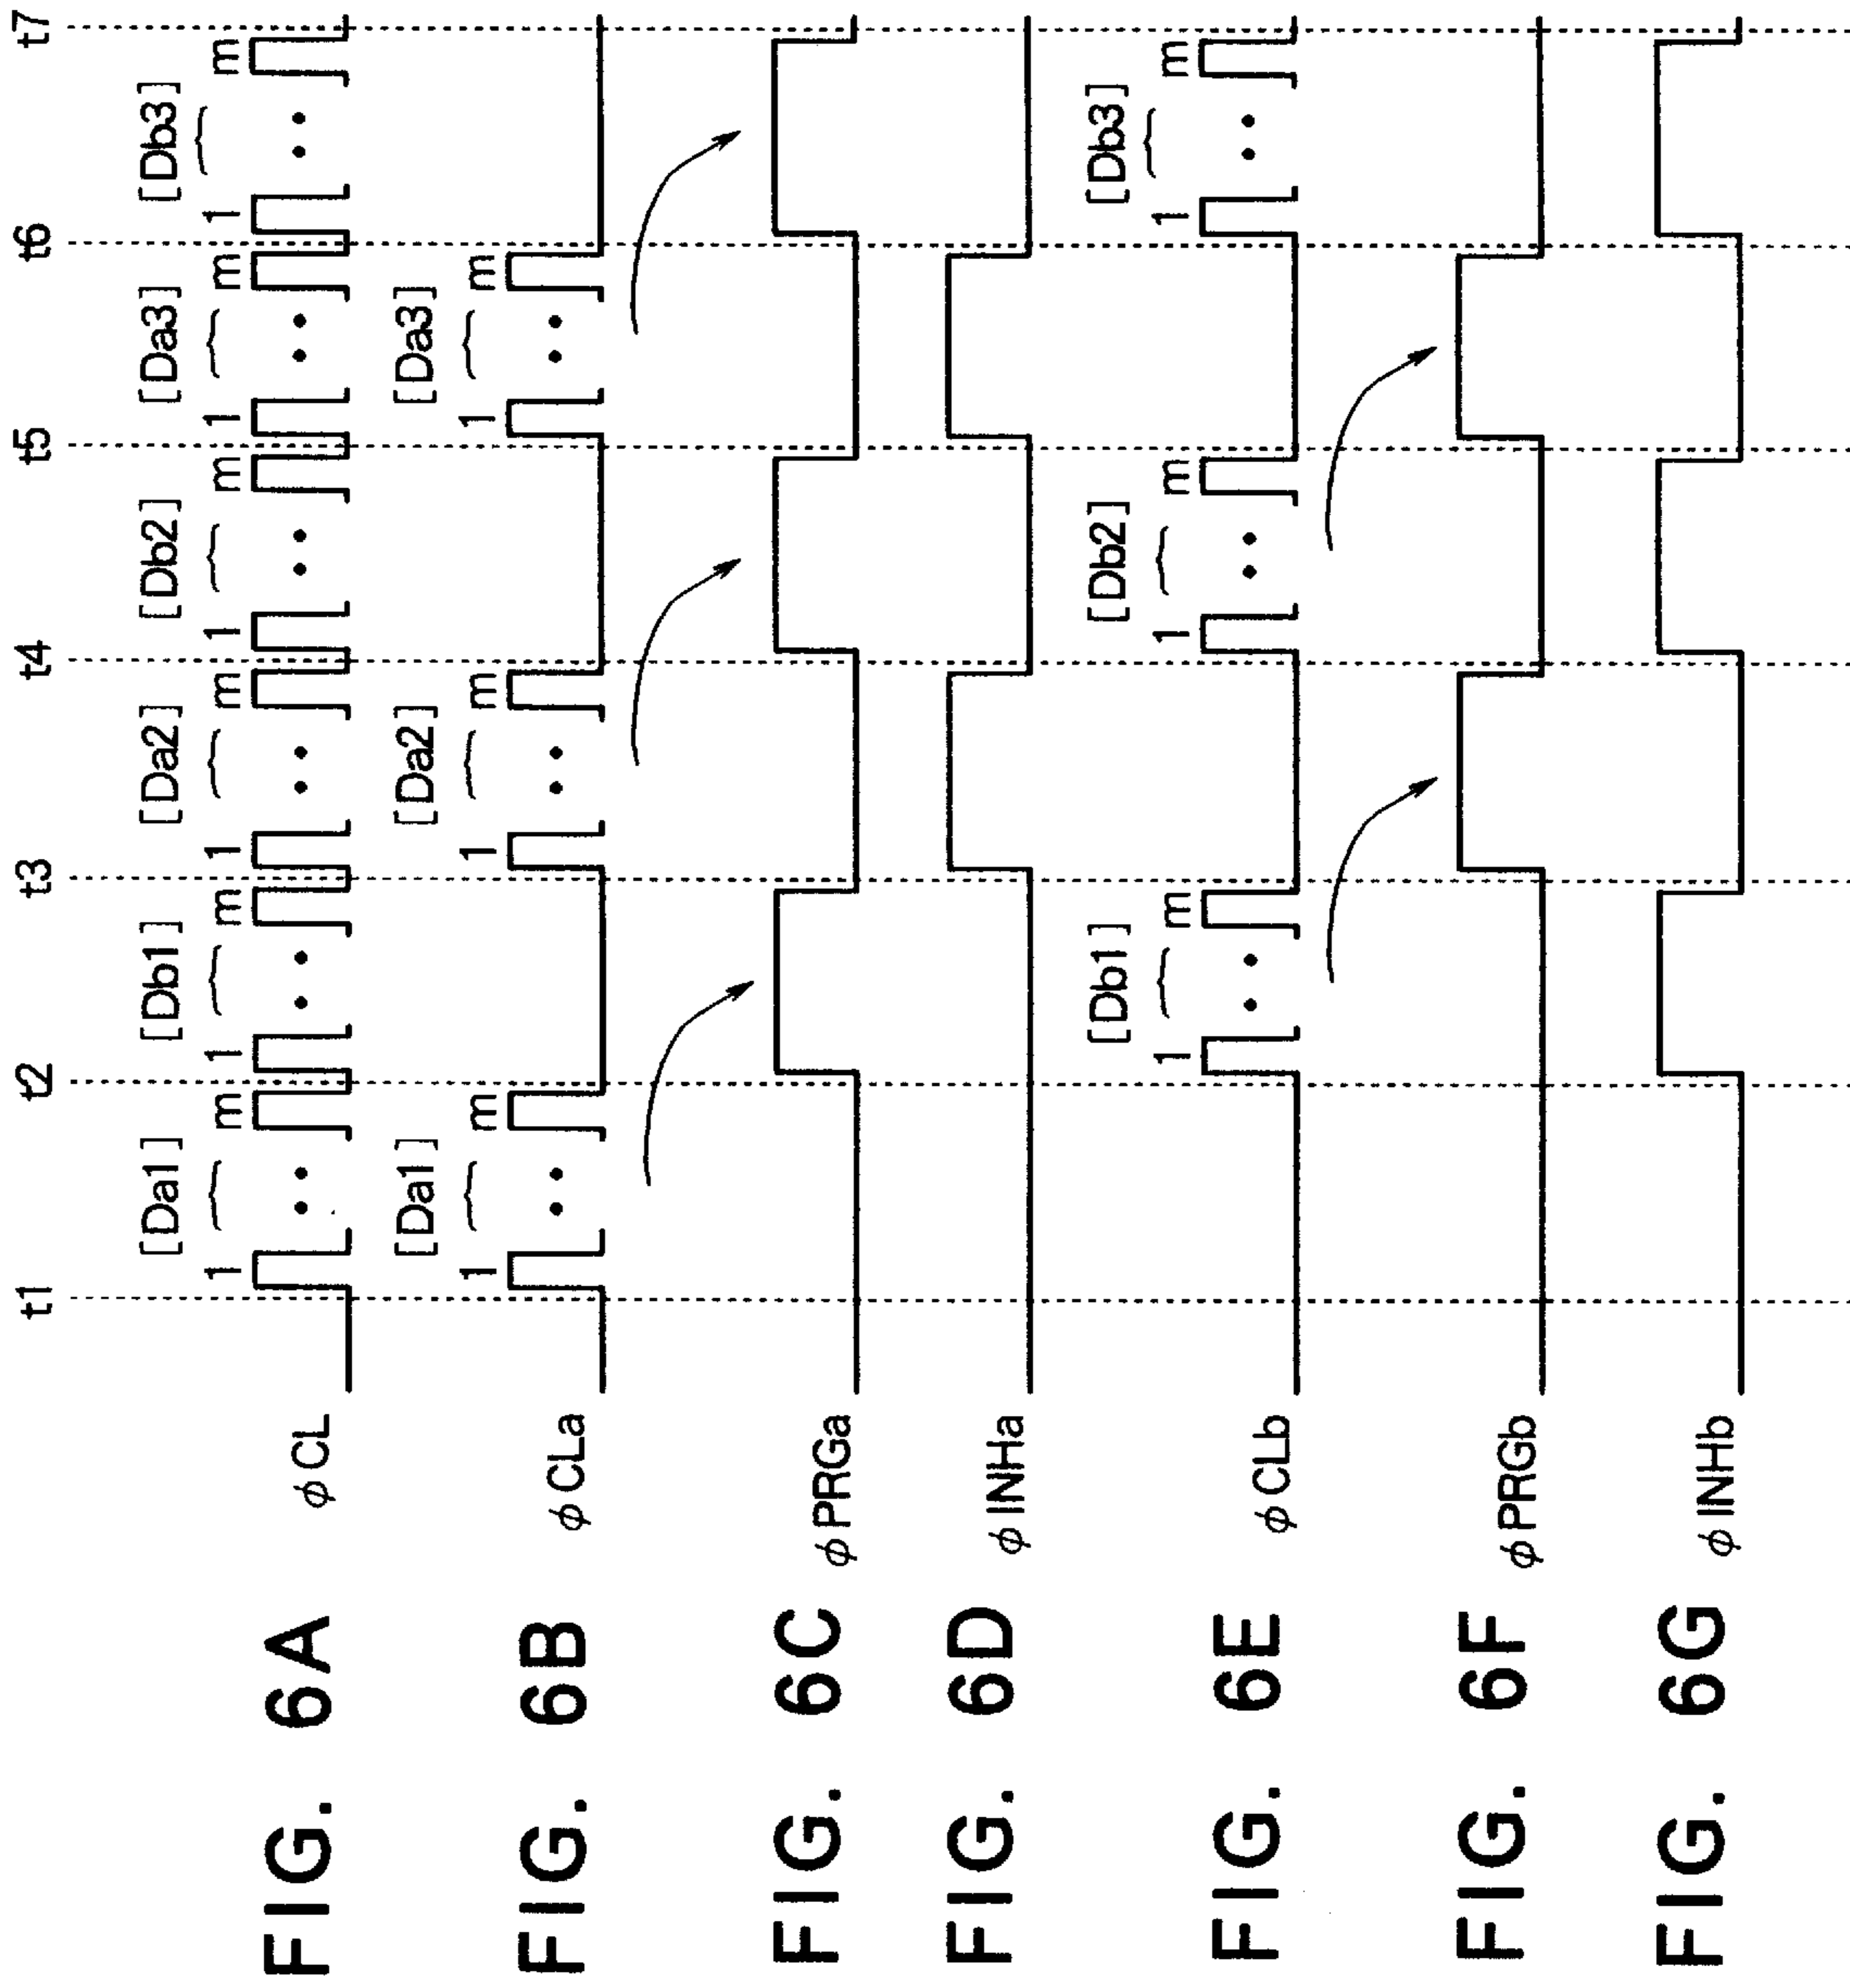 t1 t2 t3 t4 t5 t6 t7
[Da1] [Db1] [Da2] [Db2] [Da3] [Db3]
1 m 1 m 1 m 1 m 1 m 1 m
FIG. 6A φCL
[Da1] [Da2] [Da3]
1 m 1 m 1 m
FIG. 6B φCLa
FIG. 6C φPRGa
FIG. 6D φINHa
[Db1] [Db2] [Db3]
1 m 1 m 1 m
FIG. 6E φCLb
FIG. 6F φPRGb
FIG. 6G φINHb